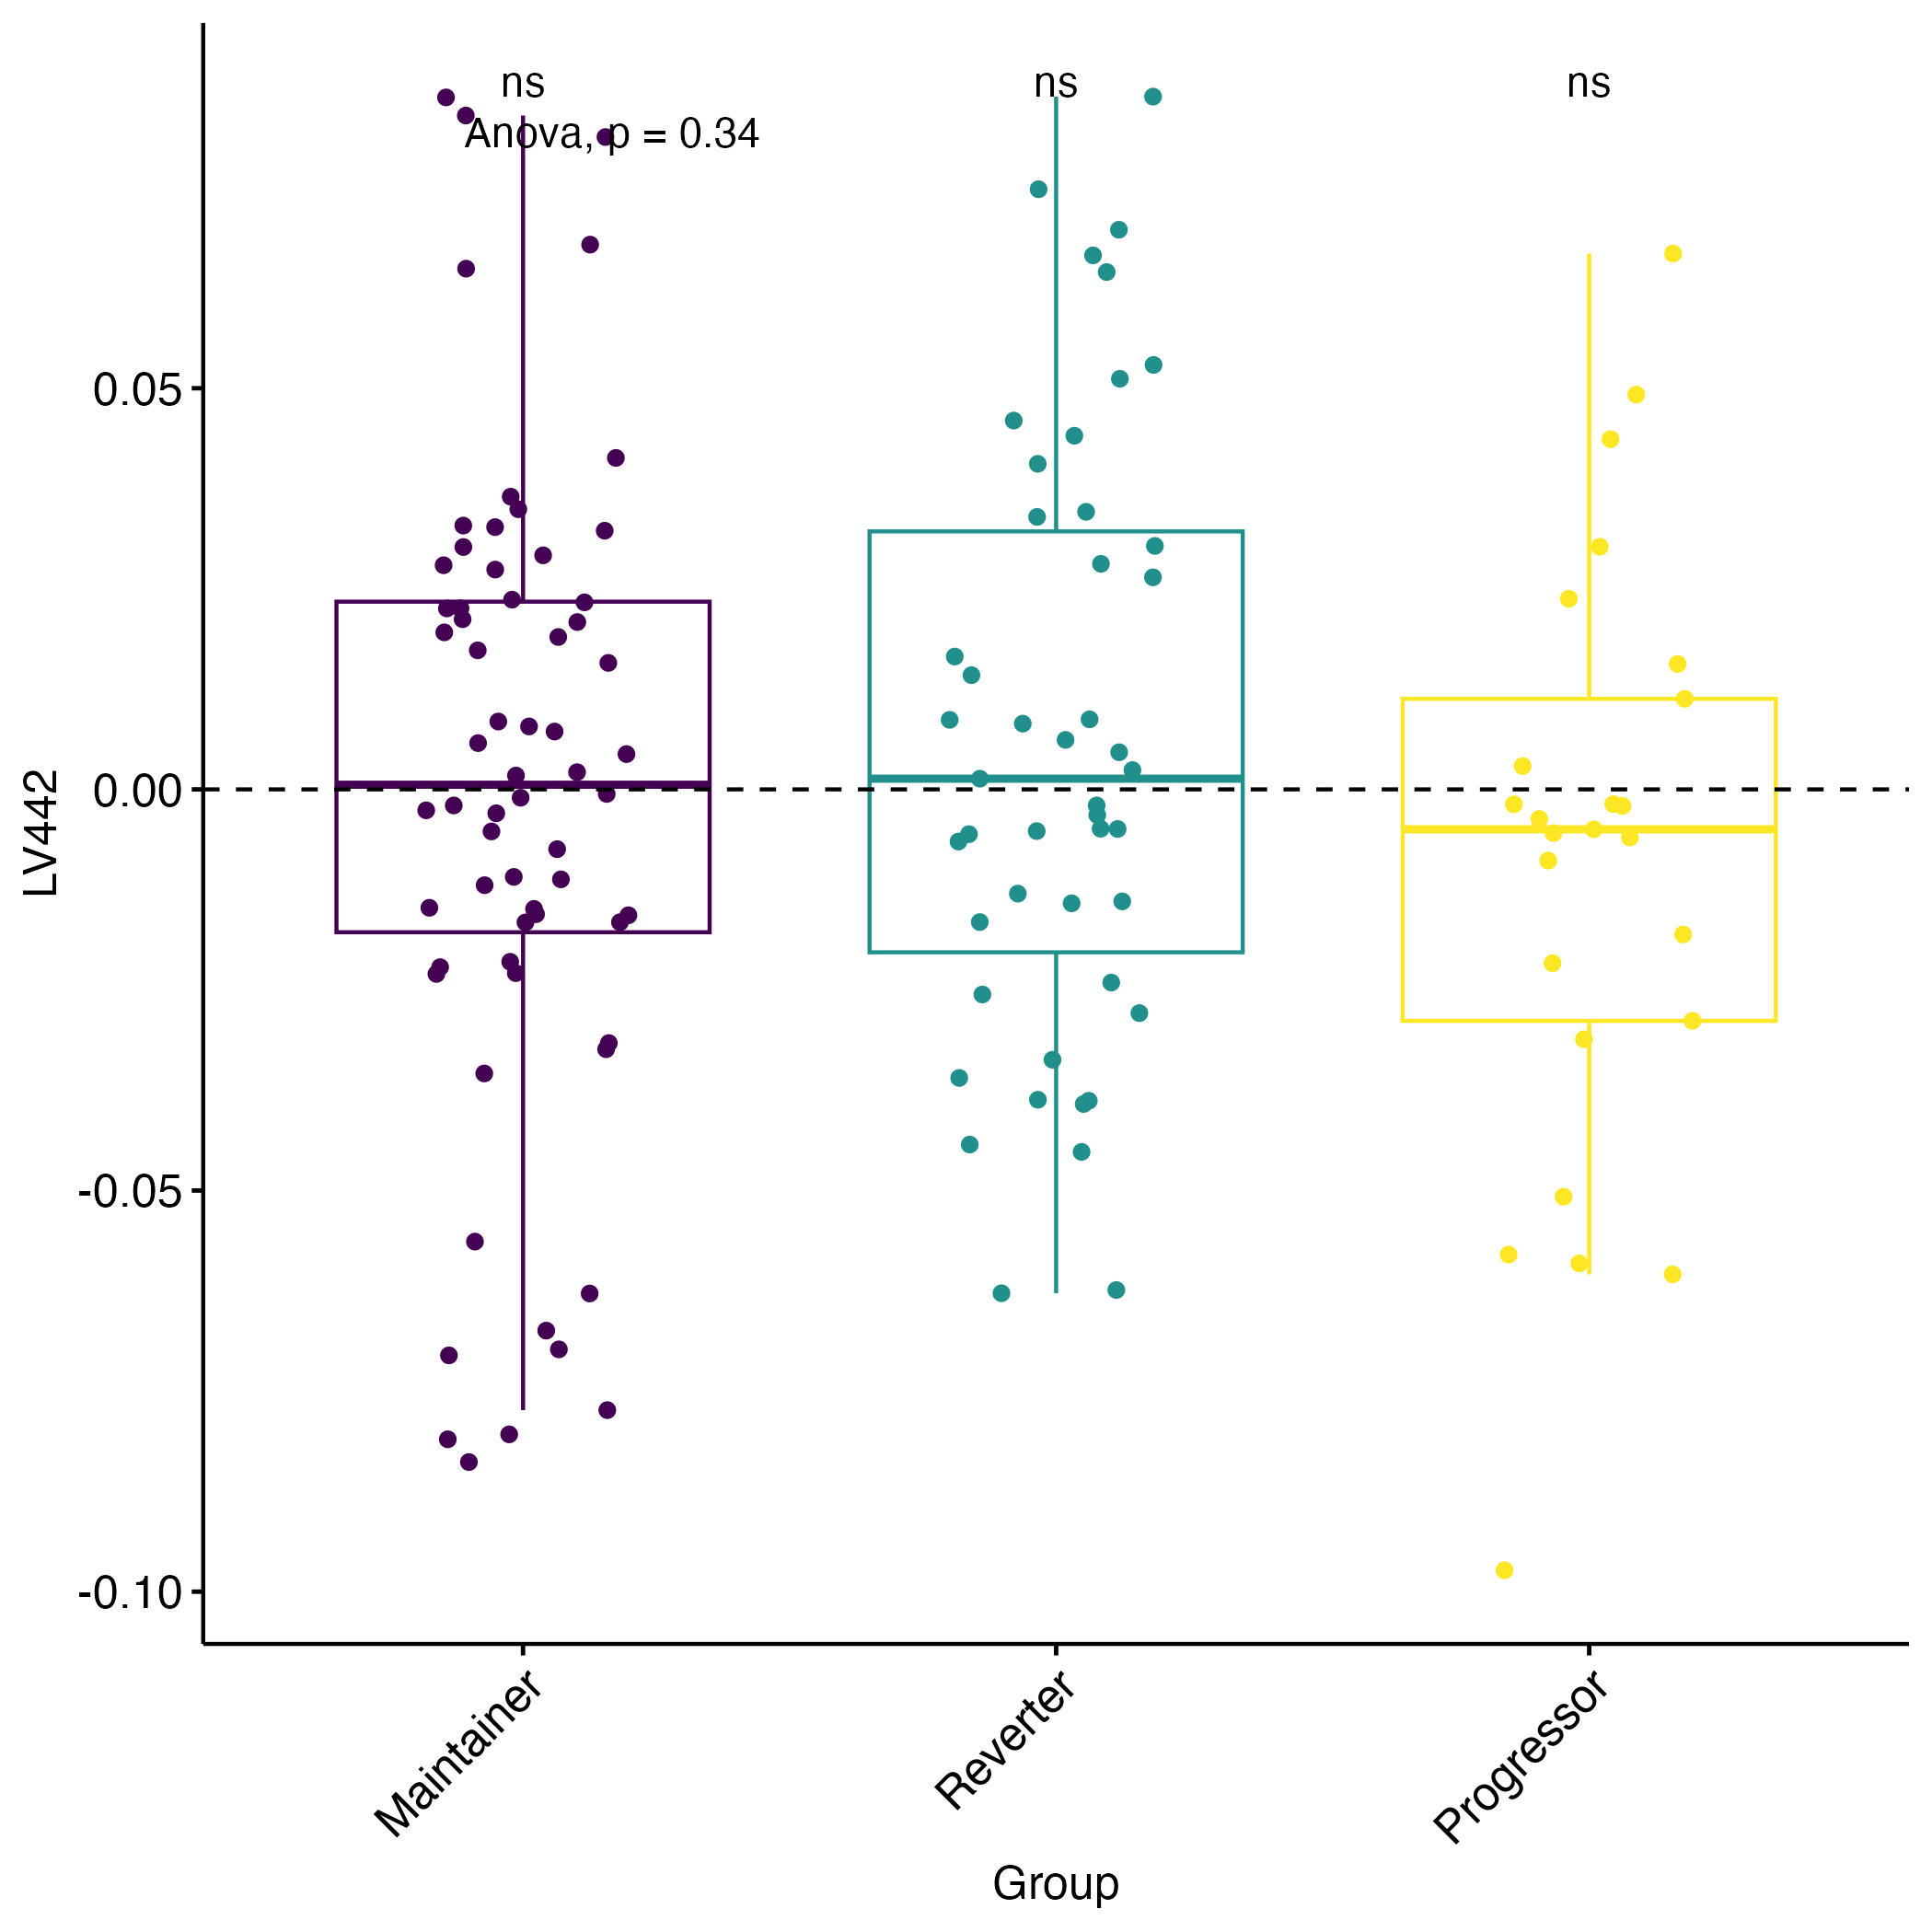 ns ns ns
Anova, p = 0.34
0.05
0.00
-0.05
-0.10
LV442
Maintainer
Reverter
Progressor
Group